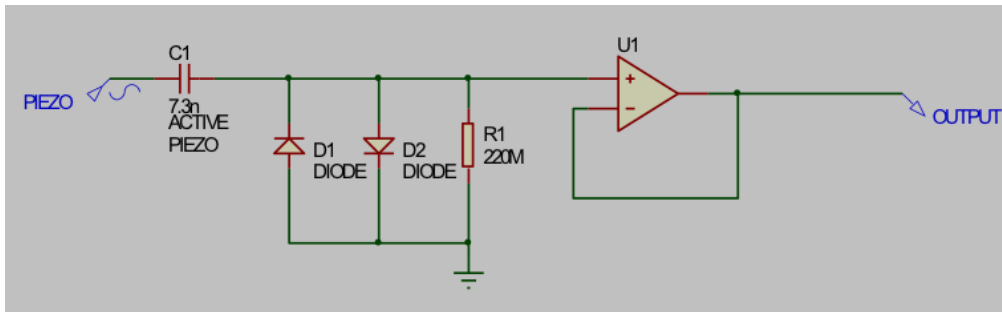 C1
PIEZO
7.3n
ACTIVE
PIEZO
D1
DIODE
D2
DIODE
R1
220M
U1
+
−
OUTPUT